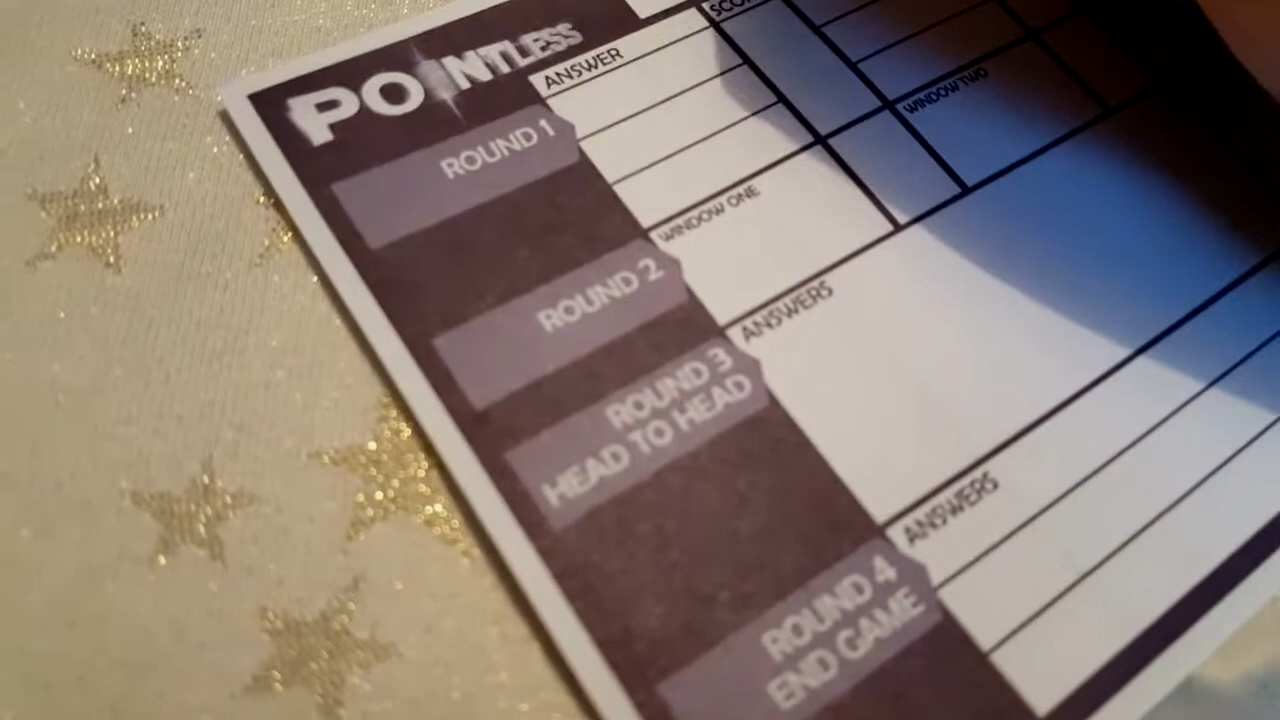 POINTLESS
ANSWER
ROUND 1
WINDOW TWO
WINDOW ONE
ROUND 2
ANSWERS
ROUND 3
HEAD TO HEAD
ANSWERS
ROUND 4
END GAME